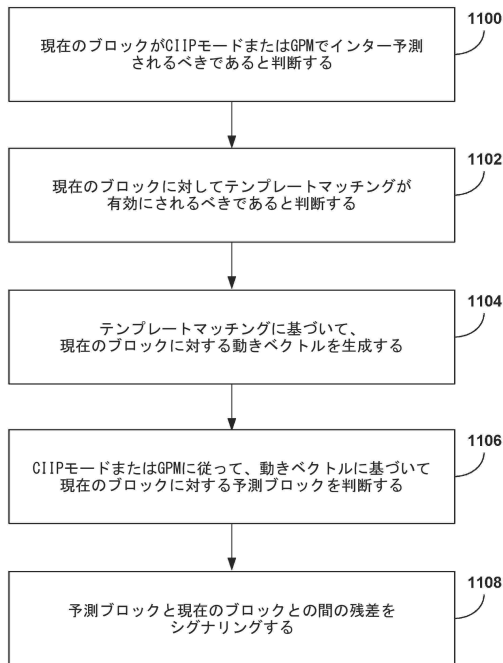 1100
現在のブロックがCIIPモードまたはGPMでインター予測
されるべきであると判断する
1102
現在のブロックに対してテンプレートマッチングが
有効にされるべきであると判断する
1104
テンプレートマッチングに基づいて、
現在のブロックに対する動きベクトルを生成する
1106
CIIPモードまたはGPMに従って、動きベクトルに基づいて
現在のブロックに対する予測ブロックを判断する
1108
予測ブロックと現在のブロックとの間の残差を
シグナリングする